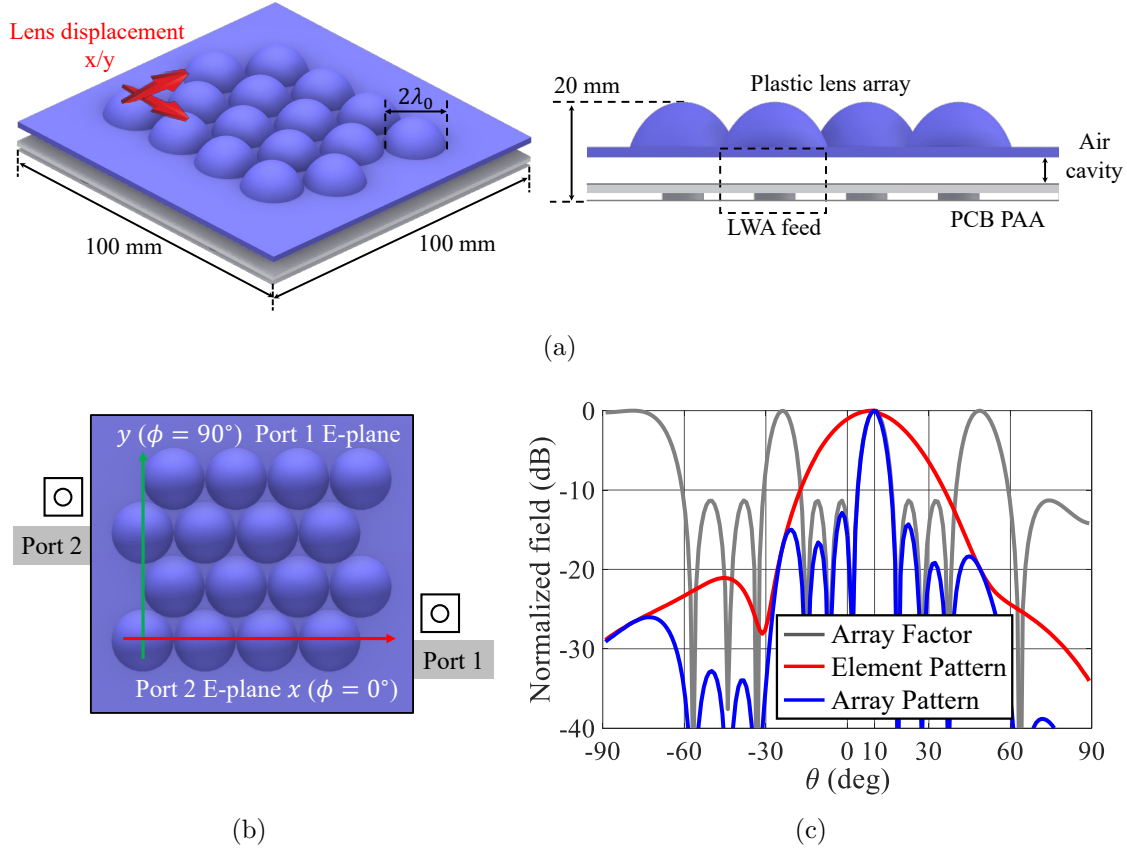 Lens displacement
x/y
2λ₀
100 mm
100 mm
20 mm
Plastic lens array
Air
cavity
LWA feed
PCB PAA
(a)
y (ϕ = 90°) Port 1 E-plane
Port 2
Port 1
Port 2 E-plane x (ϕ = 0°)
(b)
Normalized field (dB)
0
-10
-20
-30
-40
Array Factor
Element Pattern
Array Pattern
-90 -60 -30 0 10 30 60 90
θ (deg)
(c)